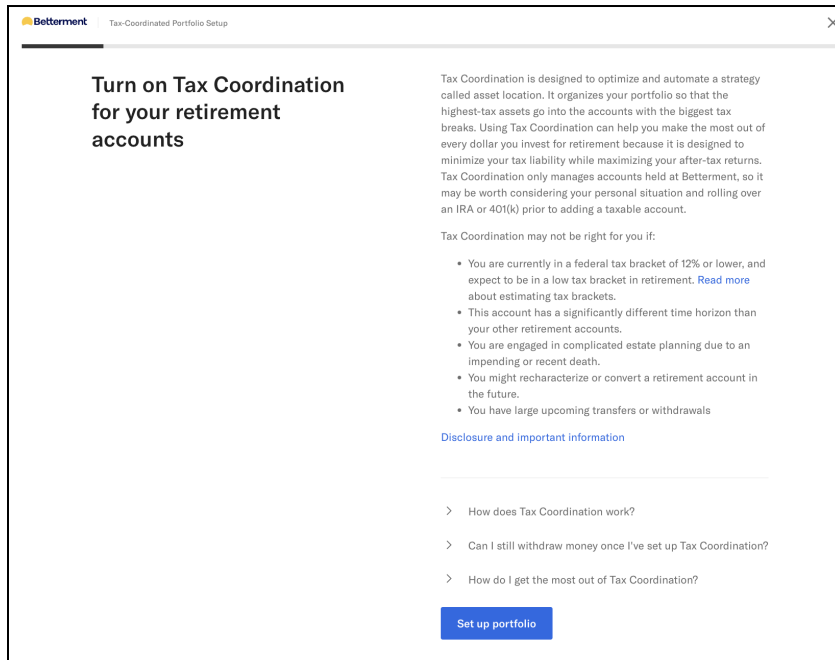 Betterment
Tax-Coordinated Portfolio Setup
Turn on Tax Coordination
for your retirement
accounts
Tax Coordination is designed to optimize and automate a strategy
called asset location. It organizes your portfolio so that the
highest-tax assets go into the accounts with the biggest tax
breaks. Using Tax Coordination can help you make the most out of
every dollar you invest for retirement because it is designed to
minimize your tax liability while maximizing your after-tax returns.
Tax Coordination only manages accounts held at Betterment, so it
may be worth considering your personal situation and rolling over
an IRA or 401(k) prior to adding a taxable account.
Tax Coordination may not be right for you if:
• You are currently in a federal tax bracket of 12% or lower, and
expect to be in a low tax bracket in retirement. Read more
about estimating tax brackets.
• This account has a significantly different time horizon than
your other retirement accounts.
• You are engaged in complicated estate planning due to an
impending or recent death.
• You might recharacterize or convert a retirement account in
the future.
• You have large upcoming transfers or withdrawals
Disclosure and important information
How does Tax Coordination work?
Can I still withdraw money once I've set up Tax Coordination?
How do I get the most out of Tax Coordination?
Set up portfolio